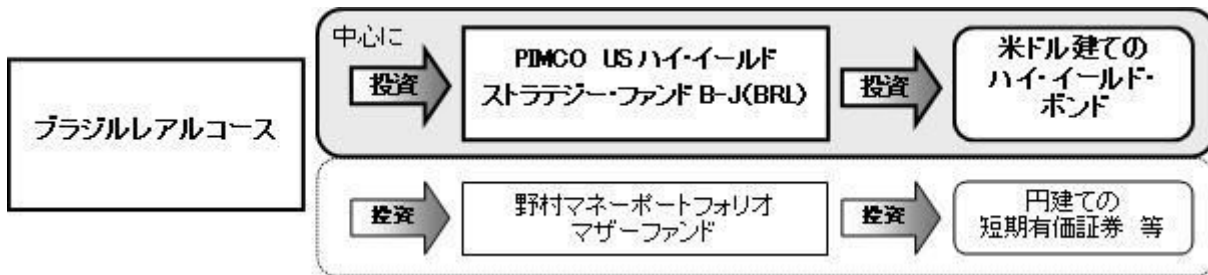 ブラジルレアルコース
中心に
投資
PIMCO US ハイ・イールド
ストラテジー・ファンド B-J(BRL)
投資
米ドル建ての
ハイ・イールド・
ボンド
投資
野村マネーポートフォリオ
マザーファンド
投資
円建ての
短期有価証券 等